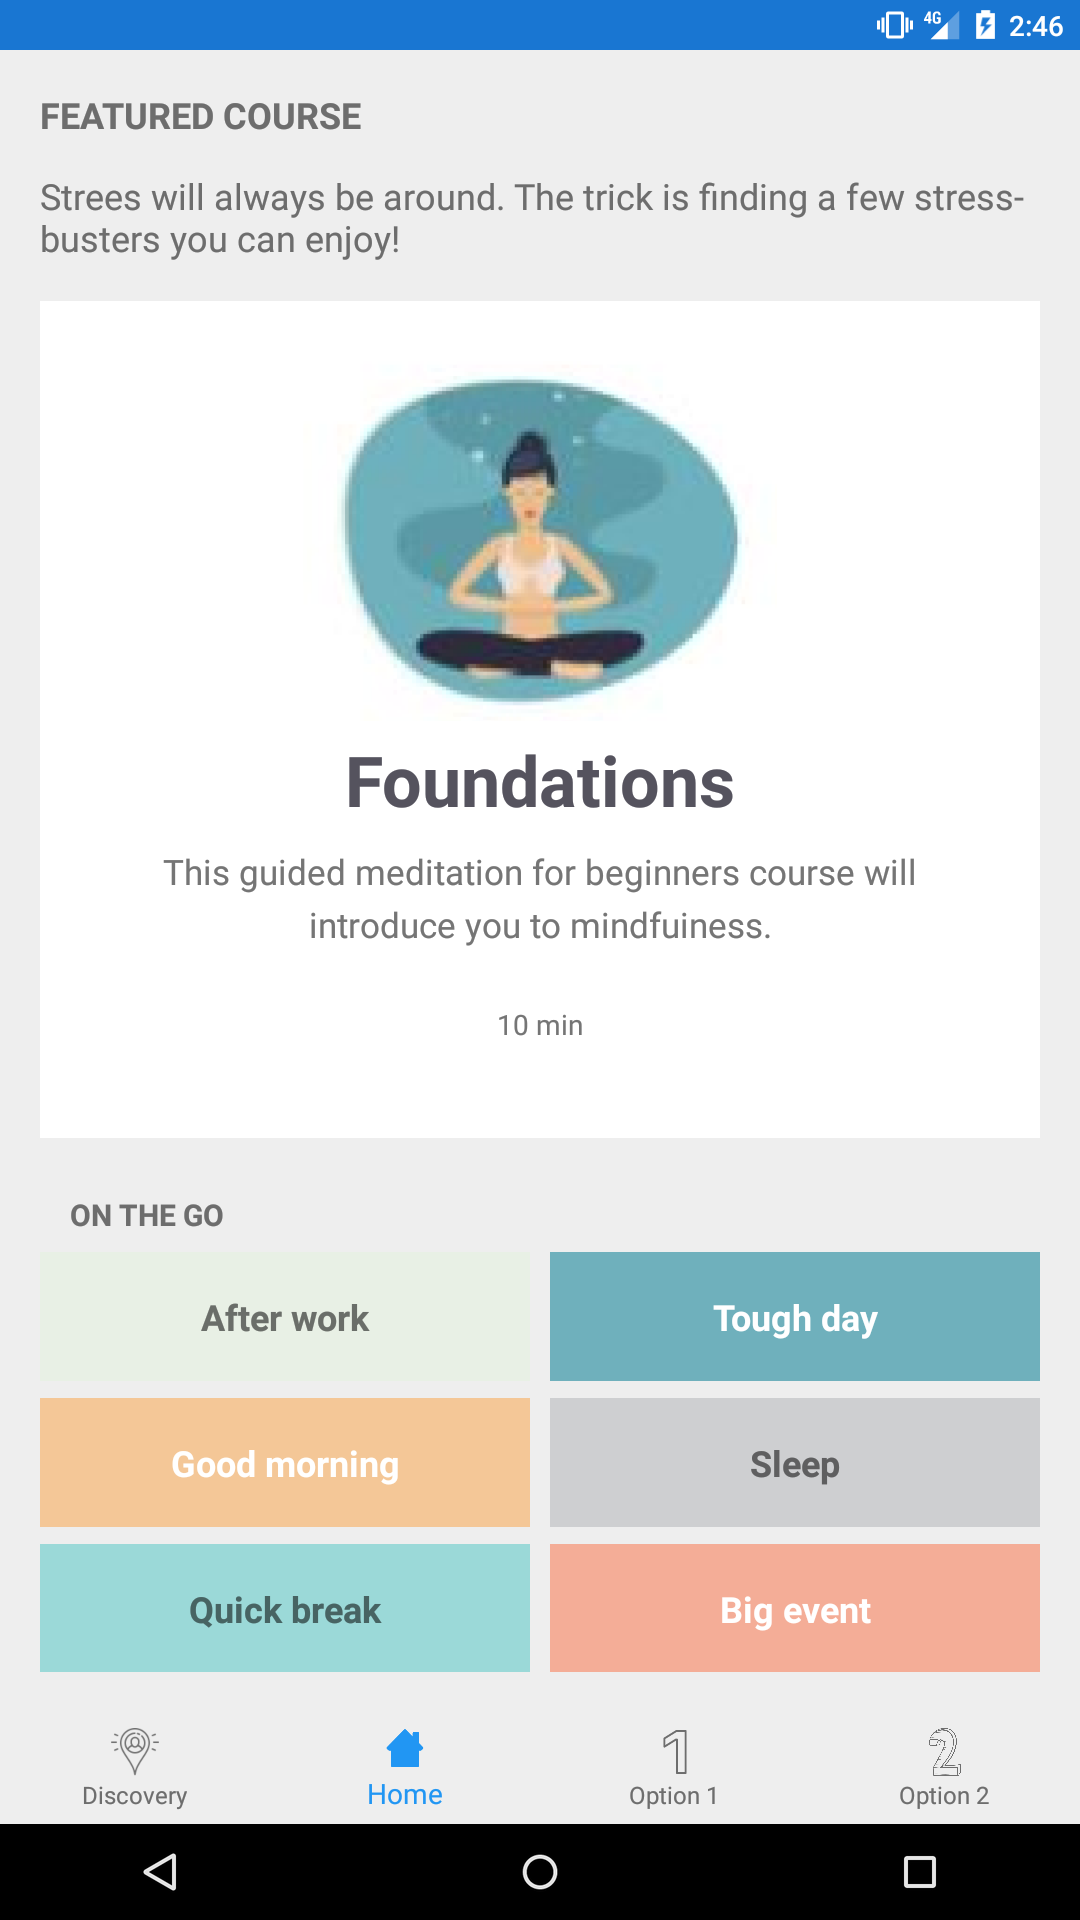 4G 2:46
FEATURED COURSE
Strees will always be around. The trick is finding a few stress-
busters you can enjoy!
Foundations
This guided meditation for beginners course will
introduce you to mindfuiness.
10 min
ON THE GO
After work Tough day
Good morning Sleep
Quick break Big event
1 2
Discovery Home Option 1 Option 2